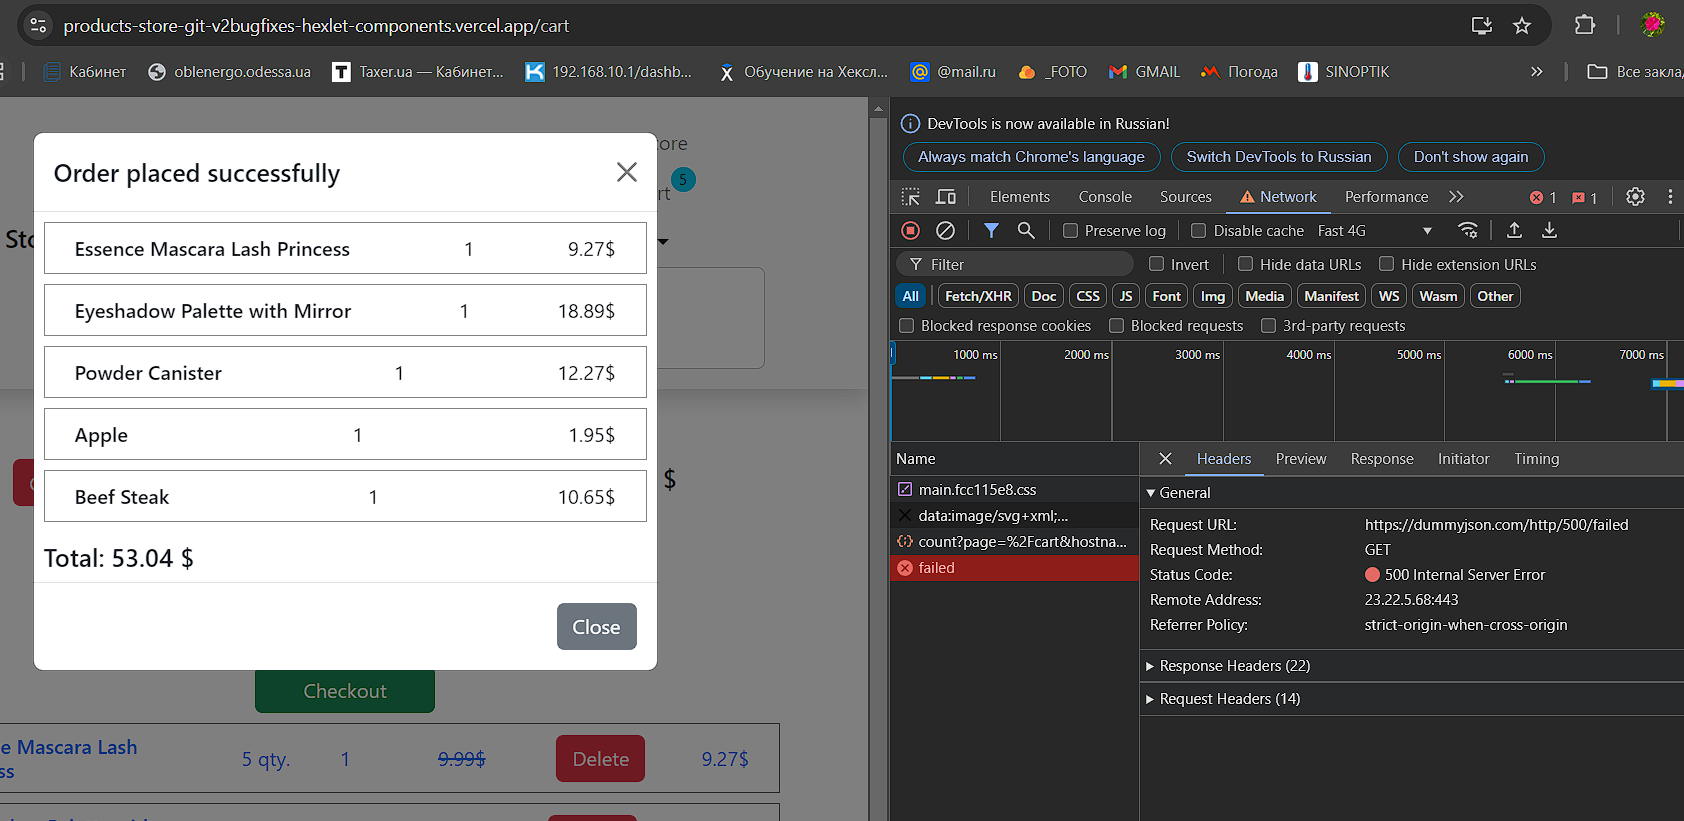 products-store-git-v2bugfixes-hexlet-components.vercel.app/cart
Кабинет
oblenergo.odessa.ua
Taxer.ua — Кабинет...
192.168.10.1/dashb...
Обучение на Хексл...
@mail.ru
_FOTO
GMAIL
Погода
SINOPTIK
»
Все закла
Order placed successfully
Essence Mascara Lash Princess 1 9.27$
Eyeshadow Palette with Mirror 1 18.89$
Powder Canister 1 12.27$
Apple 1 1.95$
Beef Steak 1 10.65$
Total: 53.04 $
Close
ore
rt 5
Sto
$
Checkout
e Mascara Lash
ss
5 qty. 1 9.99$ Delete 9.27$
DevTools is now available in Russian!
Always match Chrome's language
Switch DevTools to Russian
Don't show again
Elements Console Sources Network Performance » 1 1
Preserve log Disable cache Fast 4G
Filter Invert Hide data URLs Hide extension URLs
All Fetch/XHR Doc CSS JS Font Img Media Manifest WS Wasm Other
Blocked response cookies Blocked requests 3rd-party requests
1000 ms 2000 ms 3000 ms 4000 ms 5000 ms 6000 ms 7000 ms
Name
main.fcc115e8.css
data:image/svg+xml;...
count?page=%2Fcart&hostna...
failed
Headers Preview Response Initiator Timing
General
Request URL: https://dummyjson.com/http/500/failed
Request Method: GET
Status Code: 500 Internal Server Error
Remote Address: 23.22.5.68:443
Referrer Policy: strict-origin-when-cross-origin
Response Headers (22)
Request Headers (14)